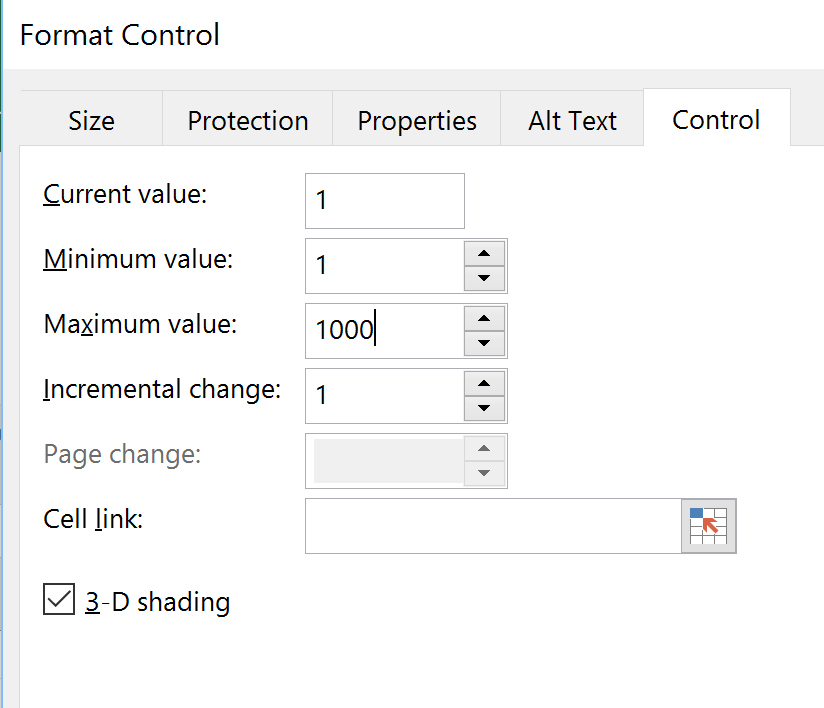 Format Control
Size Protection Properties Alt Text Control
Current value: 1
Minimum value: 1
Maximum value: 1000
Incremental change: 1
Page change:
Cell link:
3-D shading